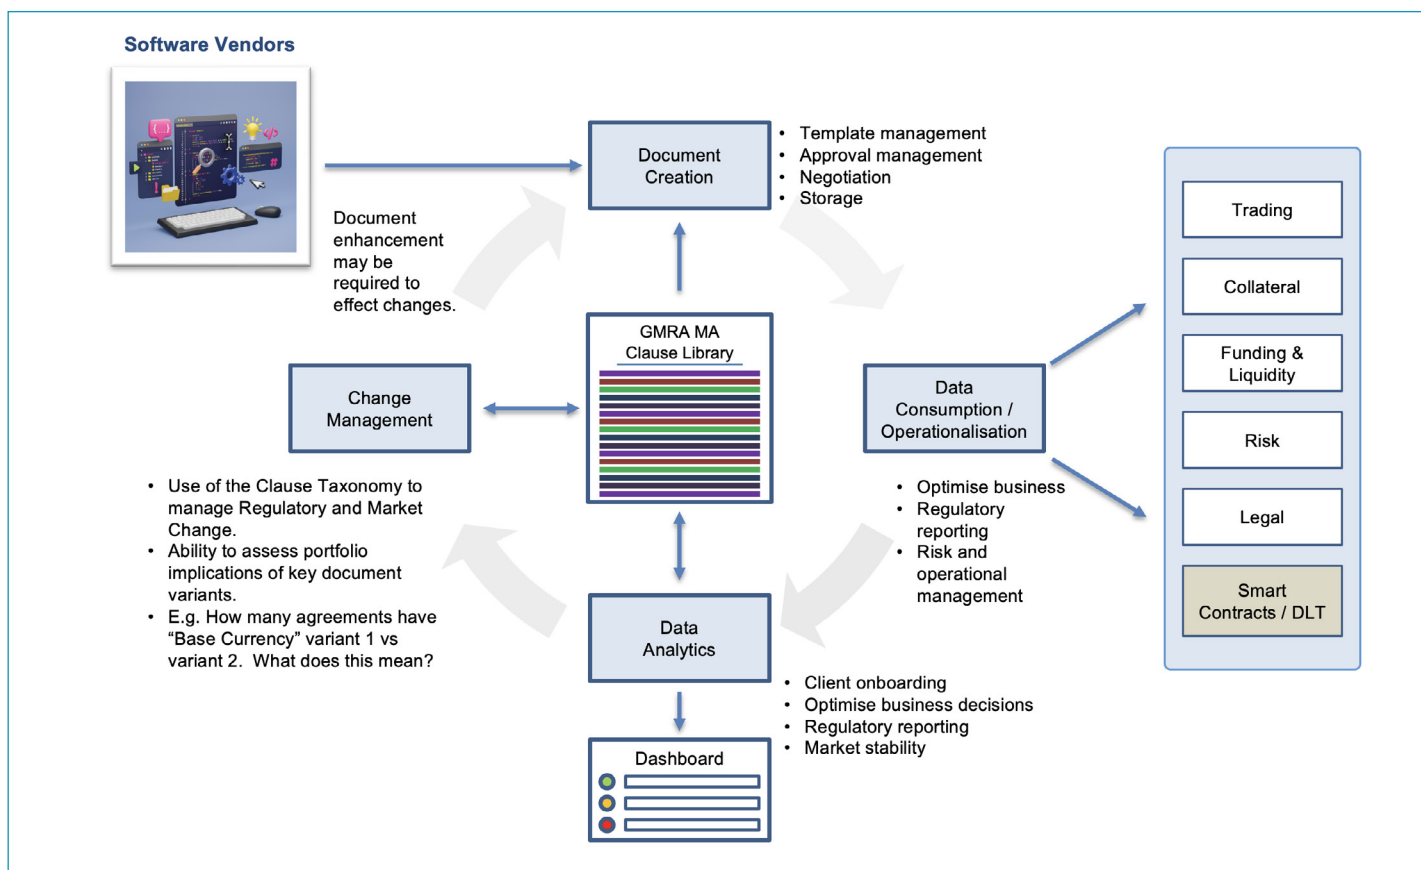 Software Vendors
Document
Creation
• Template management
• Approval management
• Negotiation
• Storage
Document
enhancement
may be
required to
effect changes.
GMRA MA
Clause Library
Change
Management
Data
Consumption /
Operationalisation
Trading
Collateral
Funding &
Liquidity
Risk
Legal
Smart
Contracts / DLT
• Use of the Clause Taxonomy to
manage Regulatory and Market
Change.
• Ability to assess portfolio
implications of key document
variants.
• E.g. How many agreements have
“Base Currency” variant 1 vs
variant 2.  What does this mean?
• Optimise business
• Regulatory
reporting
• Risk and
operational
management
Data
Analytics
• Client onboarding
• Optimise business decisions
• Regulatory reporting
• Market stability
Dashboard